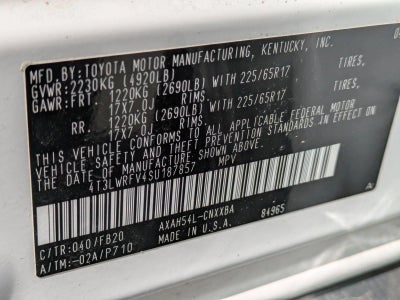 MFD.BY:TOYOTA MOTOR MANUFACTURING, KENTUCKY, INC.
GVWR:2230KG (4920LB)
GAWR:FRT. 1220KG (2690LB) WITH 225/65R17
17X7.0J RIMS.
RR. 1220KG (2690LB) WITH 225/65R17
17X7.0J RIMS.
THIS VEHICLE CONFORMS TO ALL APPLICABLE FEDERAL MOTOR
VEHICLE SAFETY AND THEFT PREVENTION STANDARDS IN EFFECT
ON THE DATE OF MANUFACTURE SHOWN ABOVE.
4T3LWRFV4SU187857 MPV
C/TR:040/FB20 AXAH54L-CNXXBA 84965
A/TM:-02A/P710 MADE IN U.S.A.